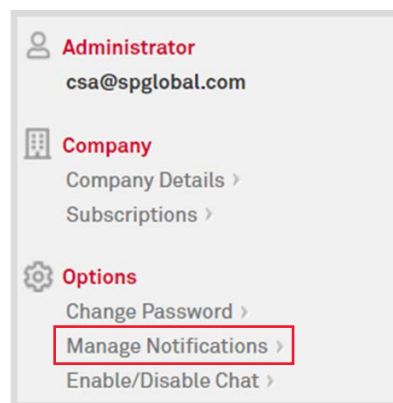 Administrator
csa@spglobal.com
Company
Company Details ›
Subscriptions ›
Options
Change Password ›
Manage Notifications ›
Enable/Disable Chat ›